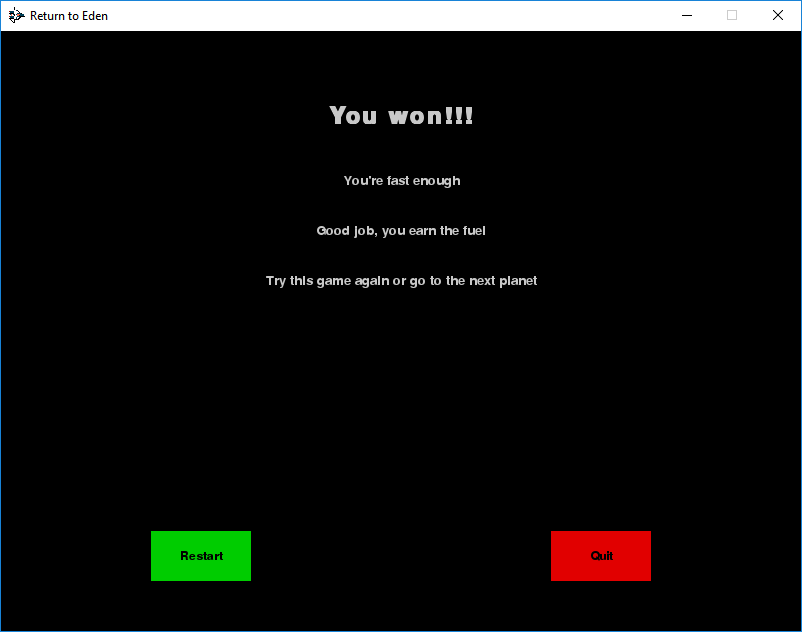 Return to Eden
You won!!!
You're fast enough
Good job, you earn the fuel
Try this game again or go to the next planet
Restart
Quit